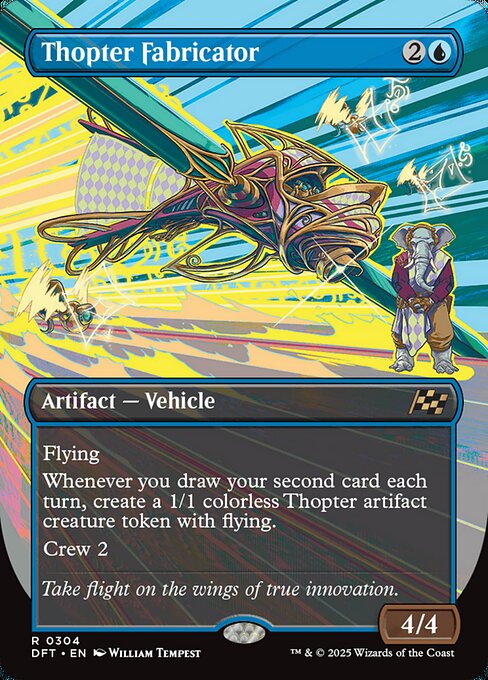 Thopter Fabricator 2
Artifact — Vehicle
Flying
Whenever you draw your second card each
turn, create a 1/1 colorless Thopter artifact
creature token with flying.
Crew 2
Take flight on the wings of true innovation.
4/4
R 0304
DFT • EN WILLIAM TEMPEST
™ & © 2025 Wizards of the Coast